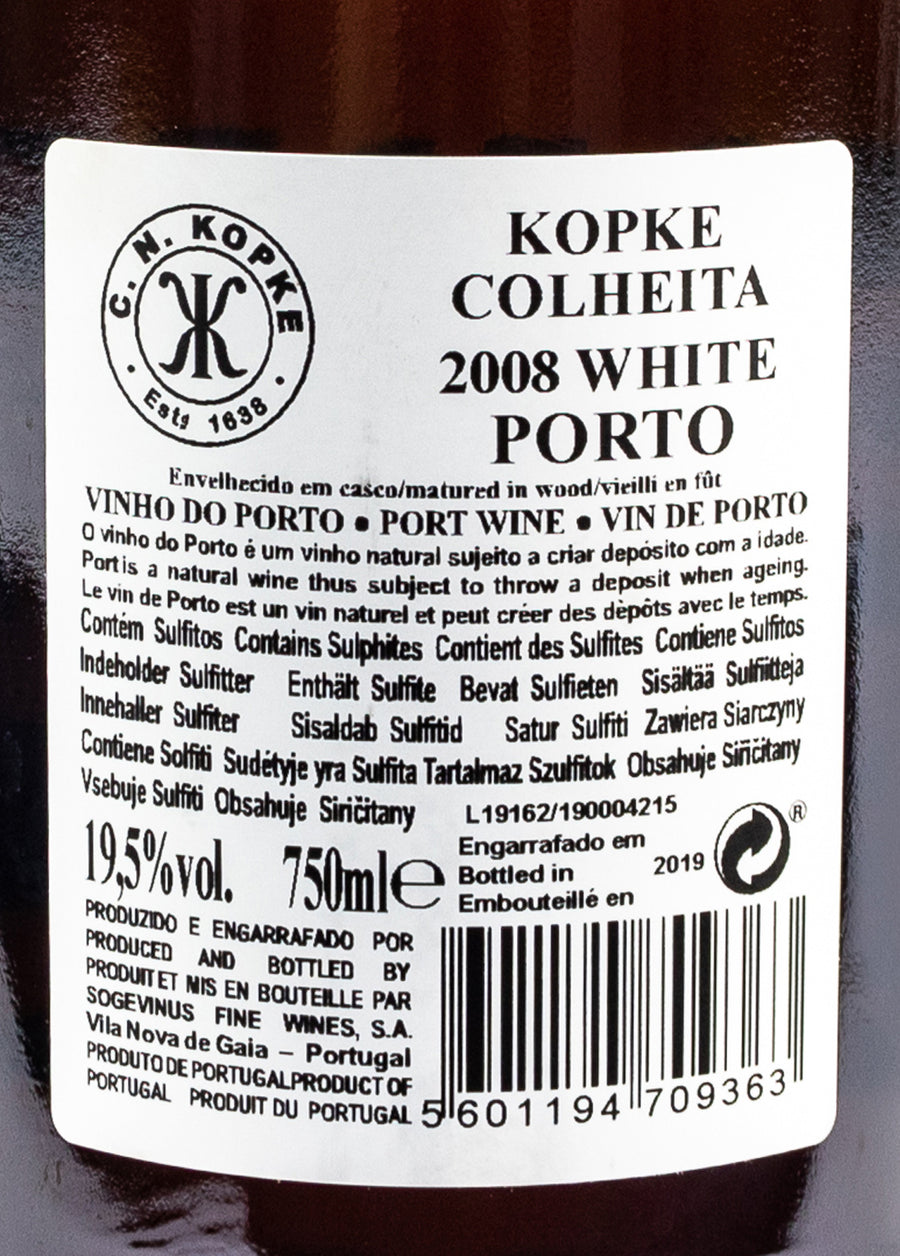 C. N. KOPKE
Estd 1638
KOPKE
COLHEITA
2008 WHITE
PORTO
Envelhecido em casco/matured in wood/vieilli en fût
VINHO DO PORTO • PORT WINE • VIN DE PORTO
O vinho do Porto é um vinho natural sujeito a criar depósito com a idade.
Port is a natural wine thus subject to throw a deposit when ageing.
Le vin de Porto est un vin naturel et peut créer des dèpôts avec le temps.
Contém Sulfitos Contains Sulphites Contient des Sulfites Contiene Sulfitos
Indeholder Sulfitter Enthält Sulfite Bevat Sulfieten Sisältää Sulfiitteja
Innehaller Sulfiter Sisaldab Sulfitid Satur Sulfiti Zawiera Siarczyny
Contiene Solfiti Sudétyje yra Sulfita Tartalmaz Szulfitok Obsahuje Siričitany
Vsebuje Sulfiti Obsahuje Siričitany
L19162/190004215
19,5%vol. 750ml ℮
Engarrafado em
Bottled in 2019
Embouteillé en
®
PRODUZIDO E ENGARRAFADO POR
PRODUCED AND BOTTLED BY
PRODUIT ET MIS EN BOUTEILLE PAR
SOGEVINUS FINE WINES, S.A.
Vila Nova de Gaia – Portugal
PRODUTO DE PORTUGAL PRODUCT OF
PORTUGAL PRODUIT DU PORTUGAL
5 601194 709363